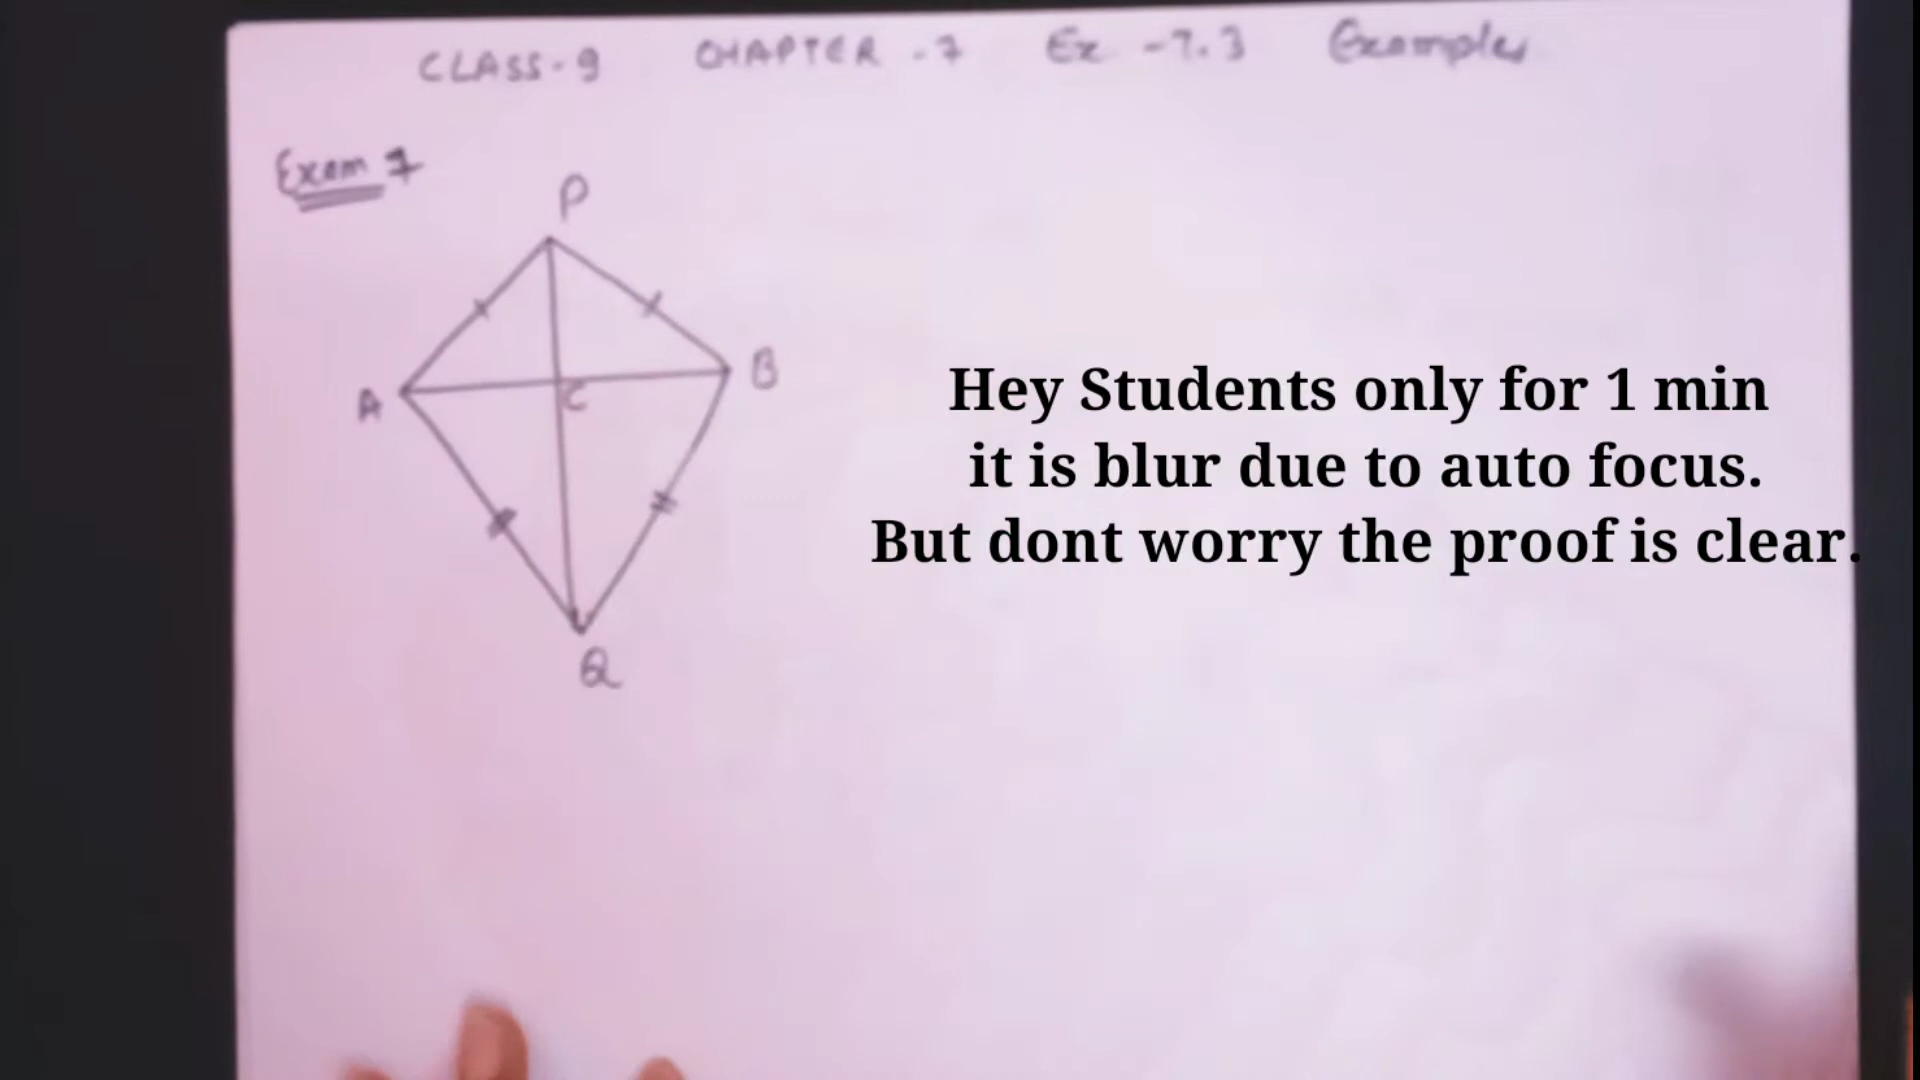 CLASS-9 CHAPTER-7 Ex-7.3 Examples
Exam 7
P
A
B
C
Q
Hey Students only for 1 min
it is blur due to auto focus.
But dont worry the proof is clear.